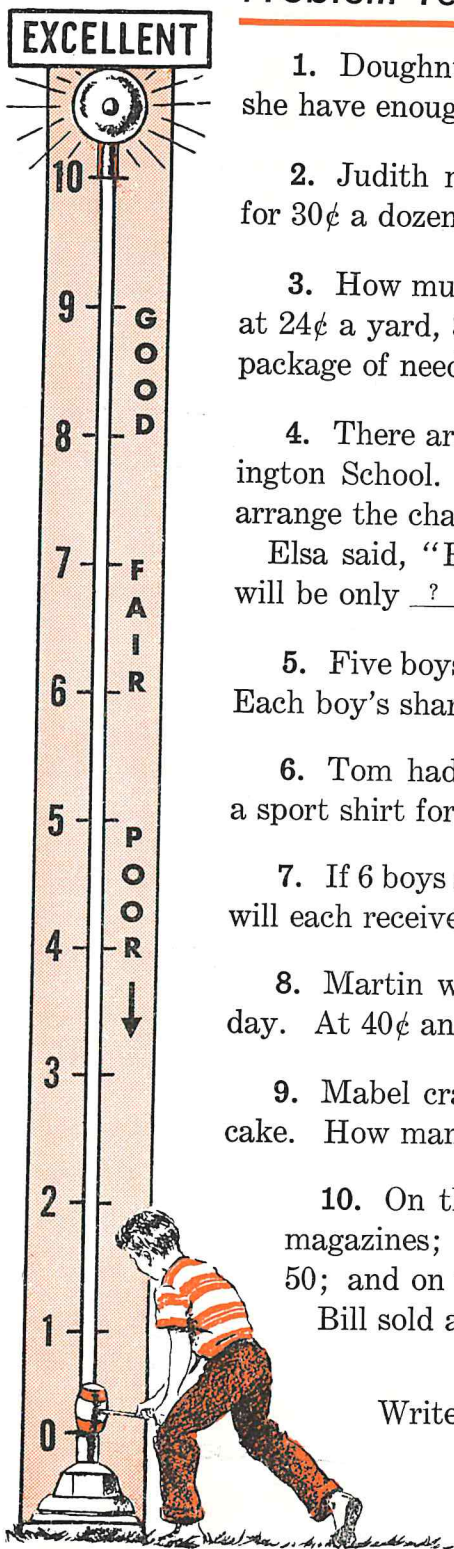 EXCELLENT
10
9
8
7
6
5
4
3
2
1
0
GOOD
FAIR
POOR
1. Doughn
she have enoug
2. Judith
for 30¢ a dozen
3. How mu
at 24¢ a yard,
package of need
4. There ar
ington School.
arrange the cha
Elsa said, "
will be only ?
5. Five boys
Each boy's shar
6. Tom had
a sport shirt for
7. If 6 boys
will each receive
8. Martin w
day. At 40¢ an
9. Mabel cra
cake. How man
10. On t
magazines;
50; and on
Bill sold a
Write